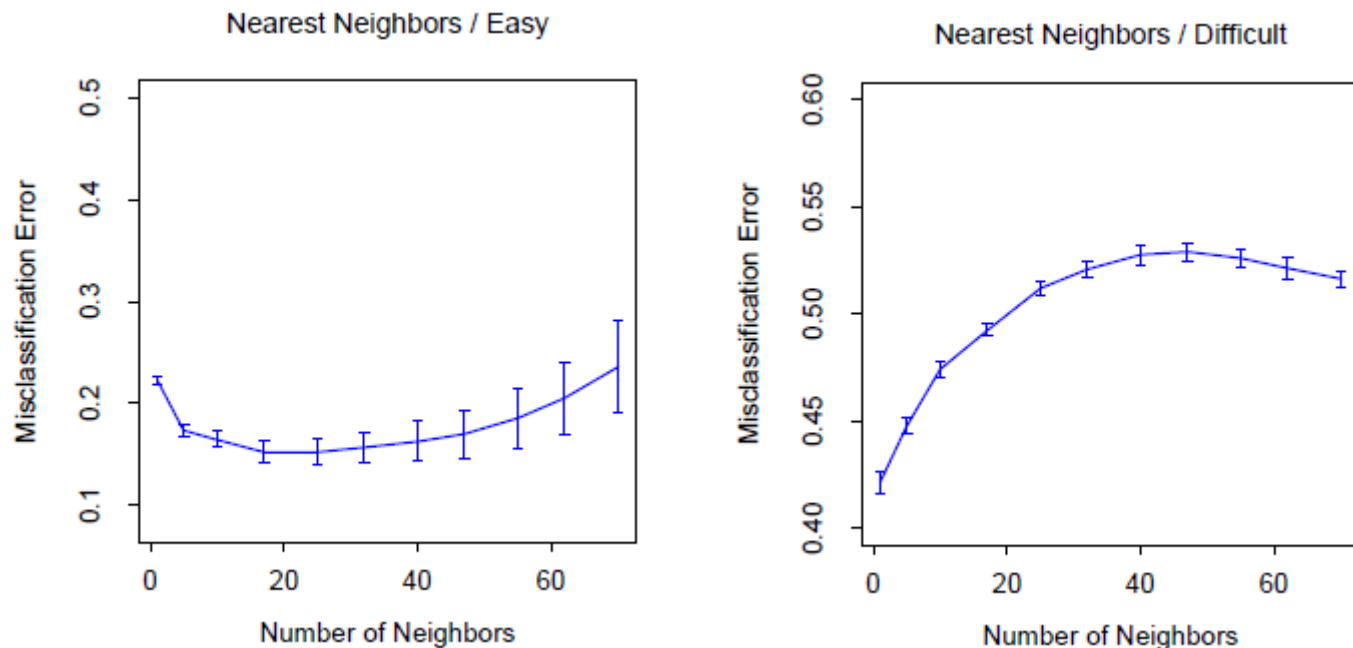 Nearest Neighbors / Easy
Misclassification Error
0.5
0.4
0.3
0.2
0.1
0 20 40 60
Number of Neighbors
Nearest Neighbors / Difficult
Misclassification Error
0.60
0.55
0.50
0.45
0.40
0 20 40 60
Number of Neighbors